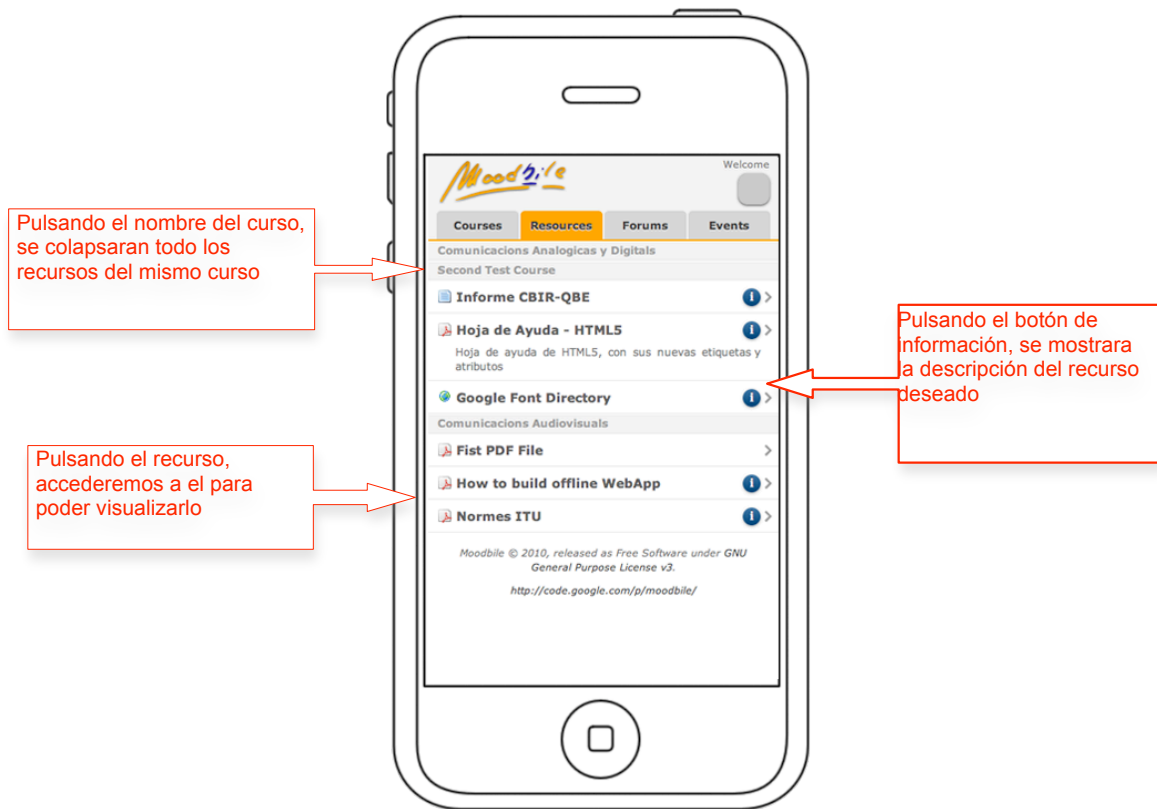 Moodbile
Welcome
Courses Resources Forums Events
Comunicacions Analogicas y Digitals
Second Test Course
Informe CBIR-QBE
Hoja de Ayuda - HTML5
Hoja de ayuda de HTML5, con sus nuevas etiquetas y
atributos
Google Font Directory
Comunicacions Audiovisuals
Fist PDF File
How to build offline WebApp
Normes ITU
Moodbile © 2010, released as Free Software under GNU
General Purpose License v3.
http://code.google.com/p/moodbile/
Pulsando el nombre del curso,
se colapsaran todo los
recursos del mismo curso
Pulsando el botón de
información, se mostrara
la descripción del recurso
deseado
Pulsando el recurso,
accederemos a el para
poder visualizarlo